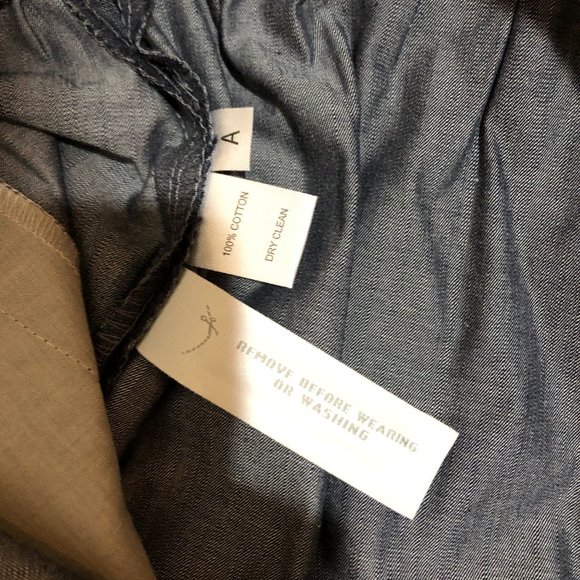 A
100% COTTON
DRY CLEAN
REMOVE BEFORE WEARING
OR WASHING